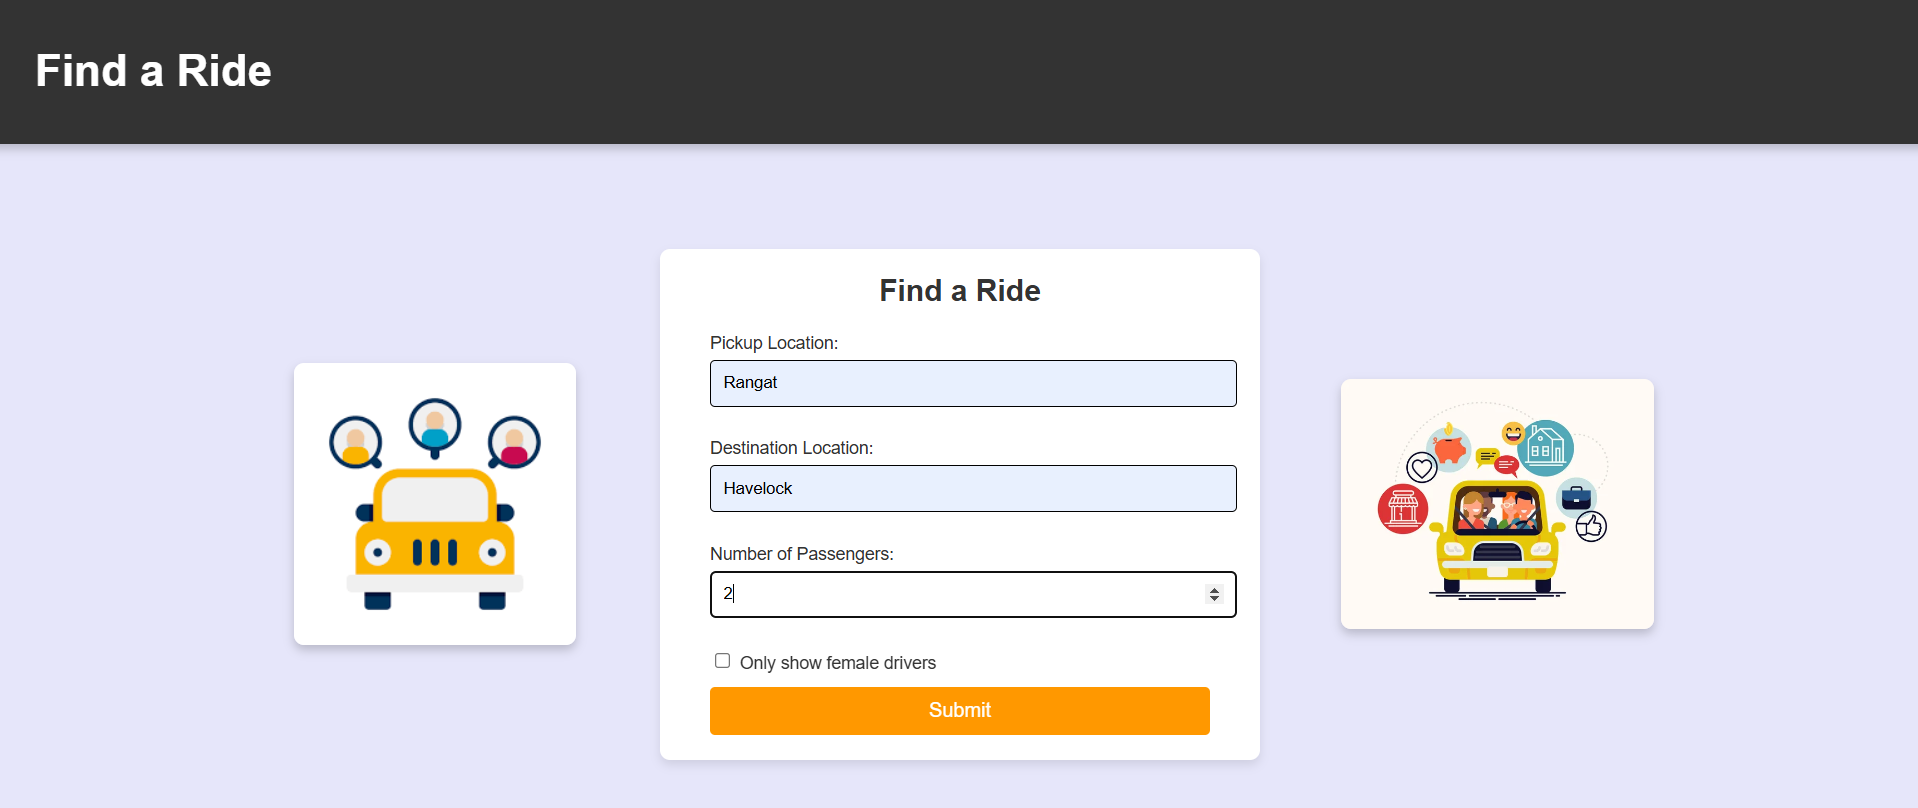 Find a Ride
Find a Ride
Pickup Location:
Rangat
Destination Location:
Havelock
Number of Passengers:
2
Only show female drivers
Submit